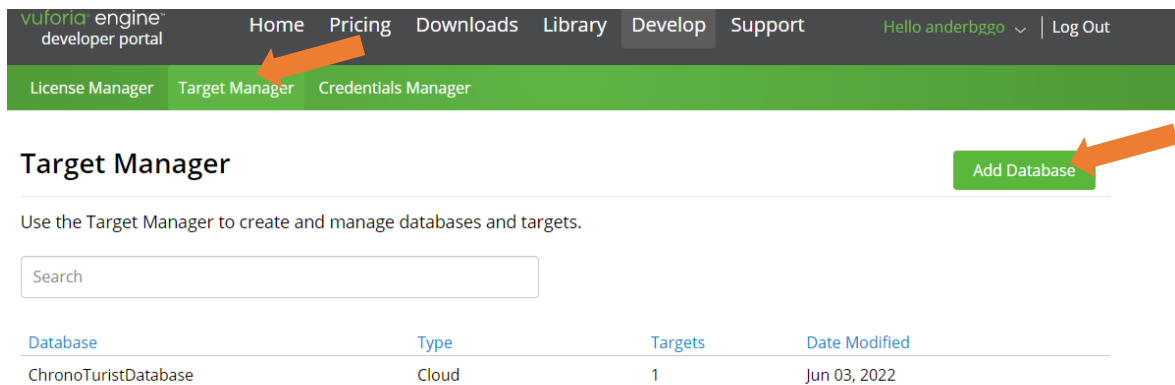 vuforia engine™
developer portal
Home Pricing Downloads Library Develop Support
Hello anderbggo | Log Out
License Manager Target Manager Credentials Manager
Target Manager
Add Database
Use the Target Manager to create and manage databases and targets.
Search
Database Type Targets Date Modified
ChronoTuristDatabase Cloud 1 Jun 03, 2022